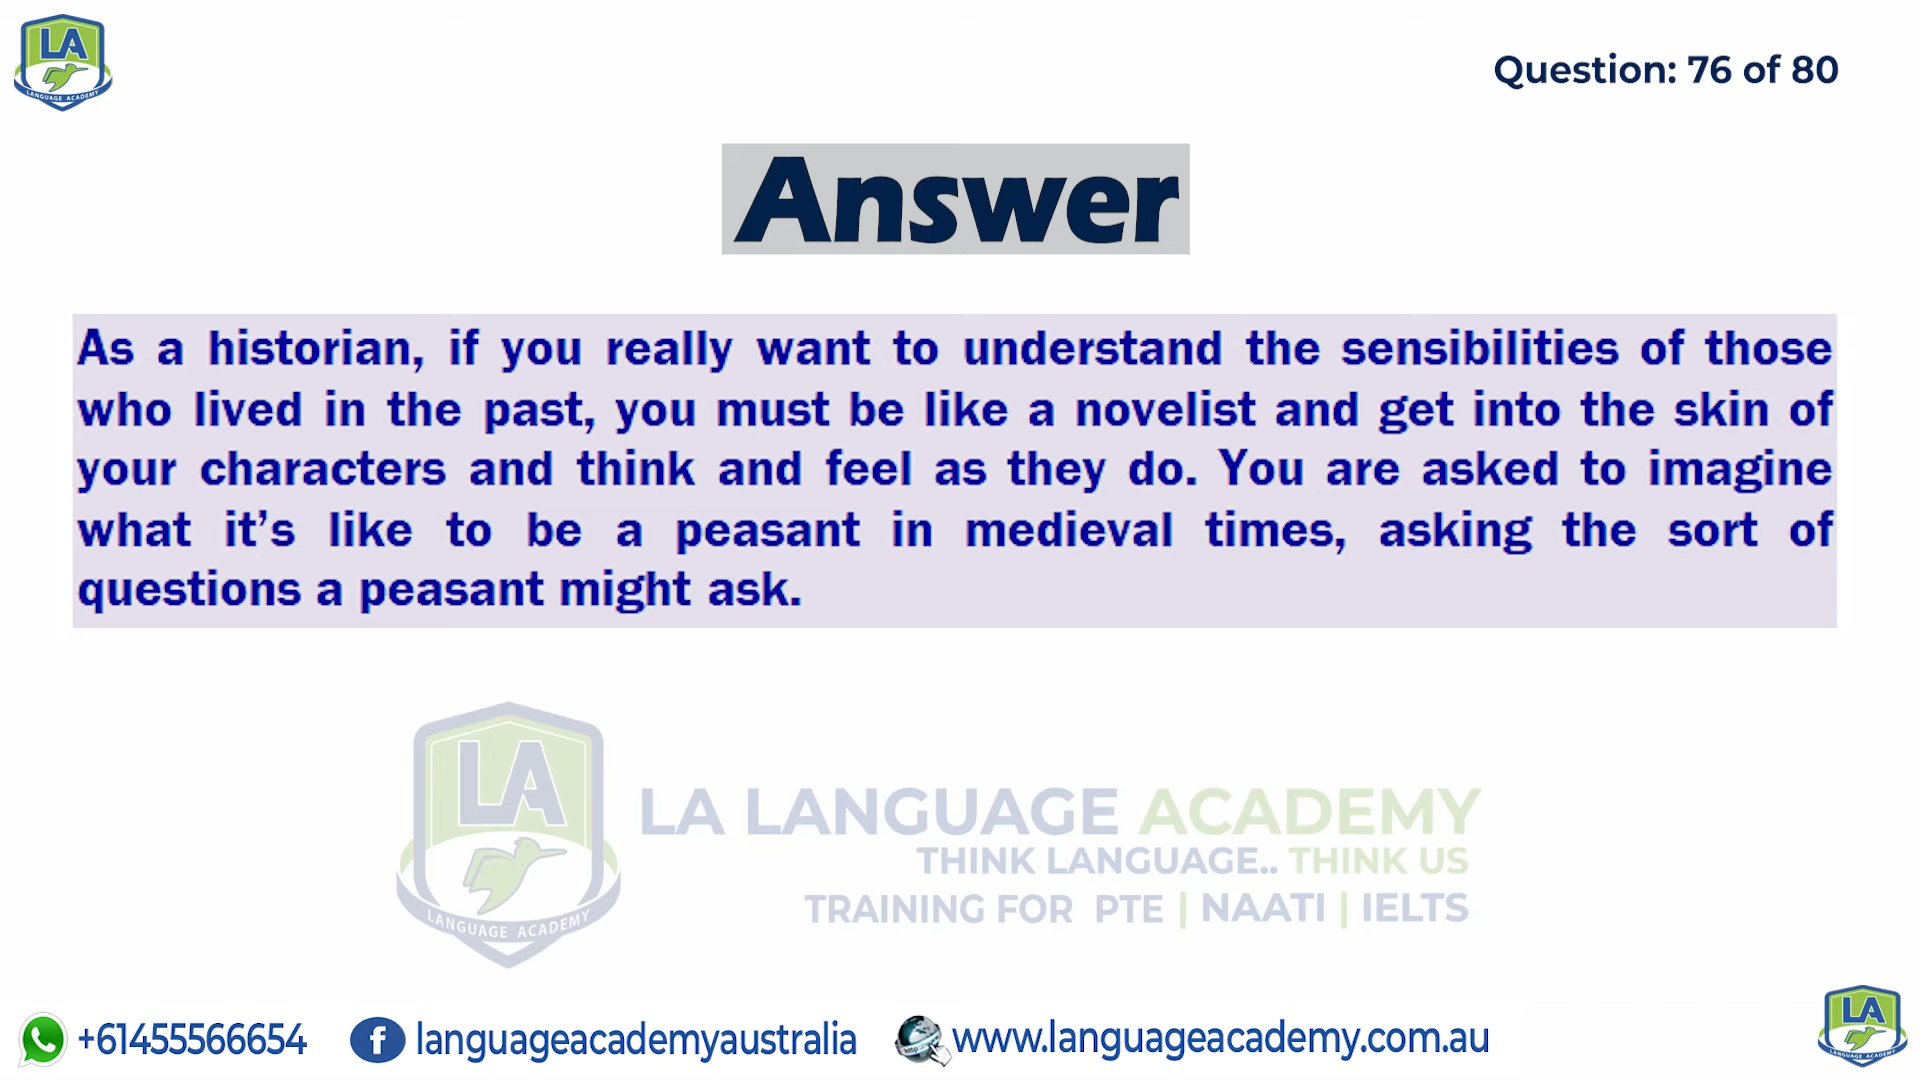 LA
LANGUAGE ACADEMY
Question: 76 of 80
Answer
As a historian, if you really want to understand the sensibilities of those
who lived in the past, you must be like a novelist and get into the skin of
your characters and think and feel as they do. You are asked to imagine
what it's like to be a peasant in medieval times, asking the sort of
questions a peasant might ask.
LA
LANGUAGE ACADEMY
LA LANGUAGE ACADEMY
THINK LANGUAGE.. THINK US
TRAINING FOR PTE | NAATI | IELTS
+61455566654
f
languageacademyaustralia
http
www.languageacademy.com.au
LA
LANGUAGE ACADEMY